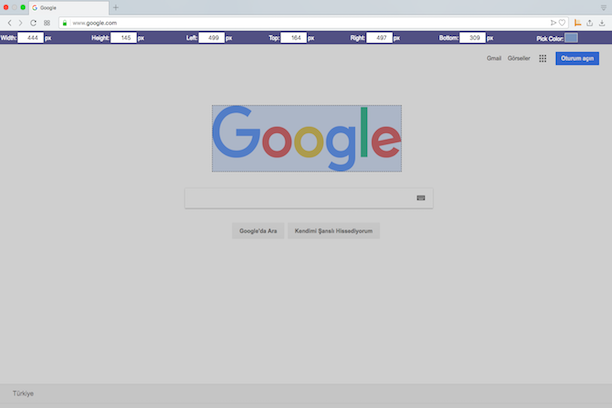 Google
www.google.com
Width: 444 px Height: 145 px Left: 499 px Top: 164 px Right: 497 px Bottom: 309 px Pick Color:
Gmail Görseller Oturum açın
Google
Google'da Ara Kendimi Şanslı Hissediyorum
Türkiye